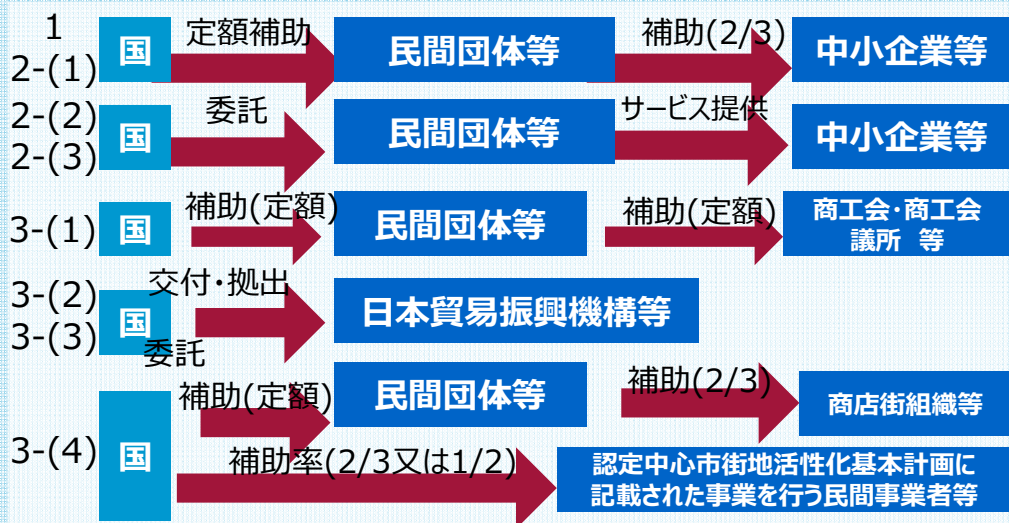 1
2-(1)
国
定額補助
民間団体等
補助(2/3)
中小企業等
2-(2)
2-(3)
国
委託
民間団体等
サービス提供
中小企業等
3-(1)
国
補助(定額)
民間団体等
補助(定額)
商工会・商工会
議所 等
3-(2)
3-(3)
国
交付・拠出
委託
日本貿易振興機構等
3-(4)
国
補助(定額)
民間団体等
補助(2/3)
商店街組織等
補助率(2/3又は1/2)
認定中心市街地活性化基本計画に
記載された事業を行う民間事業者等